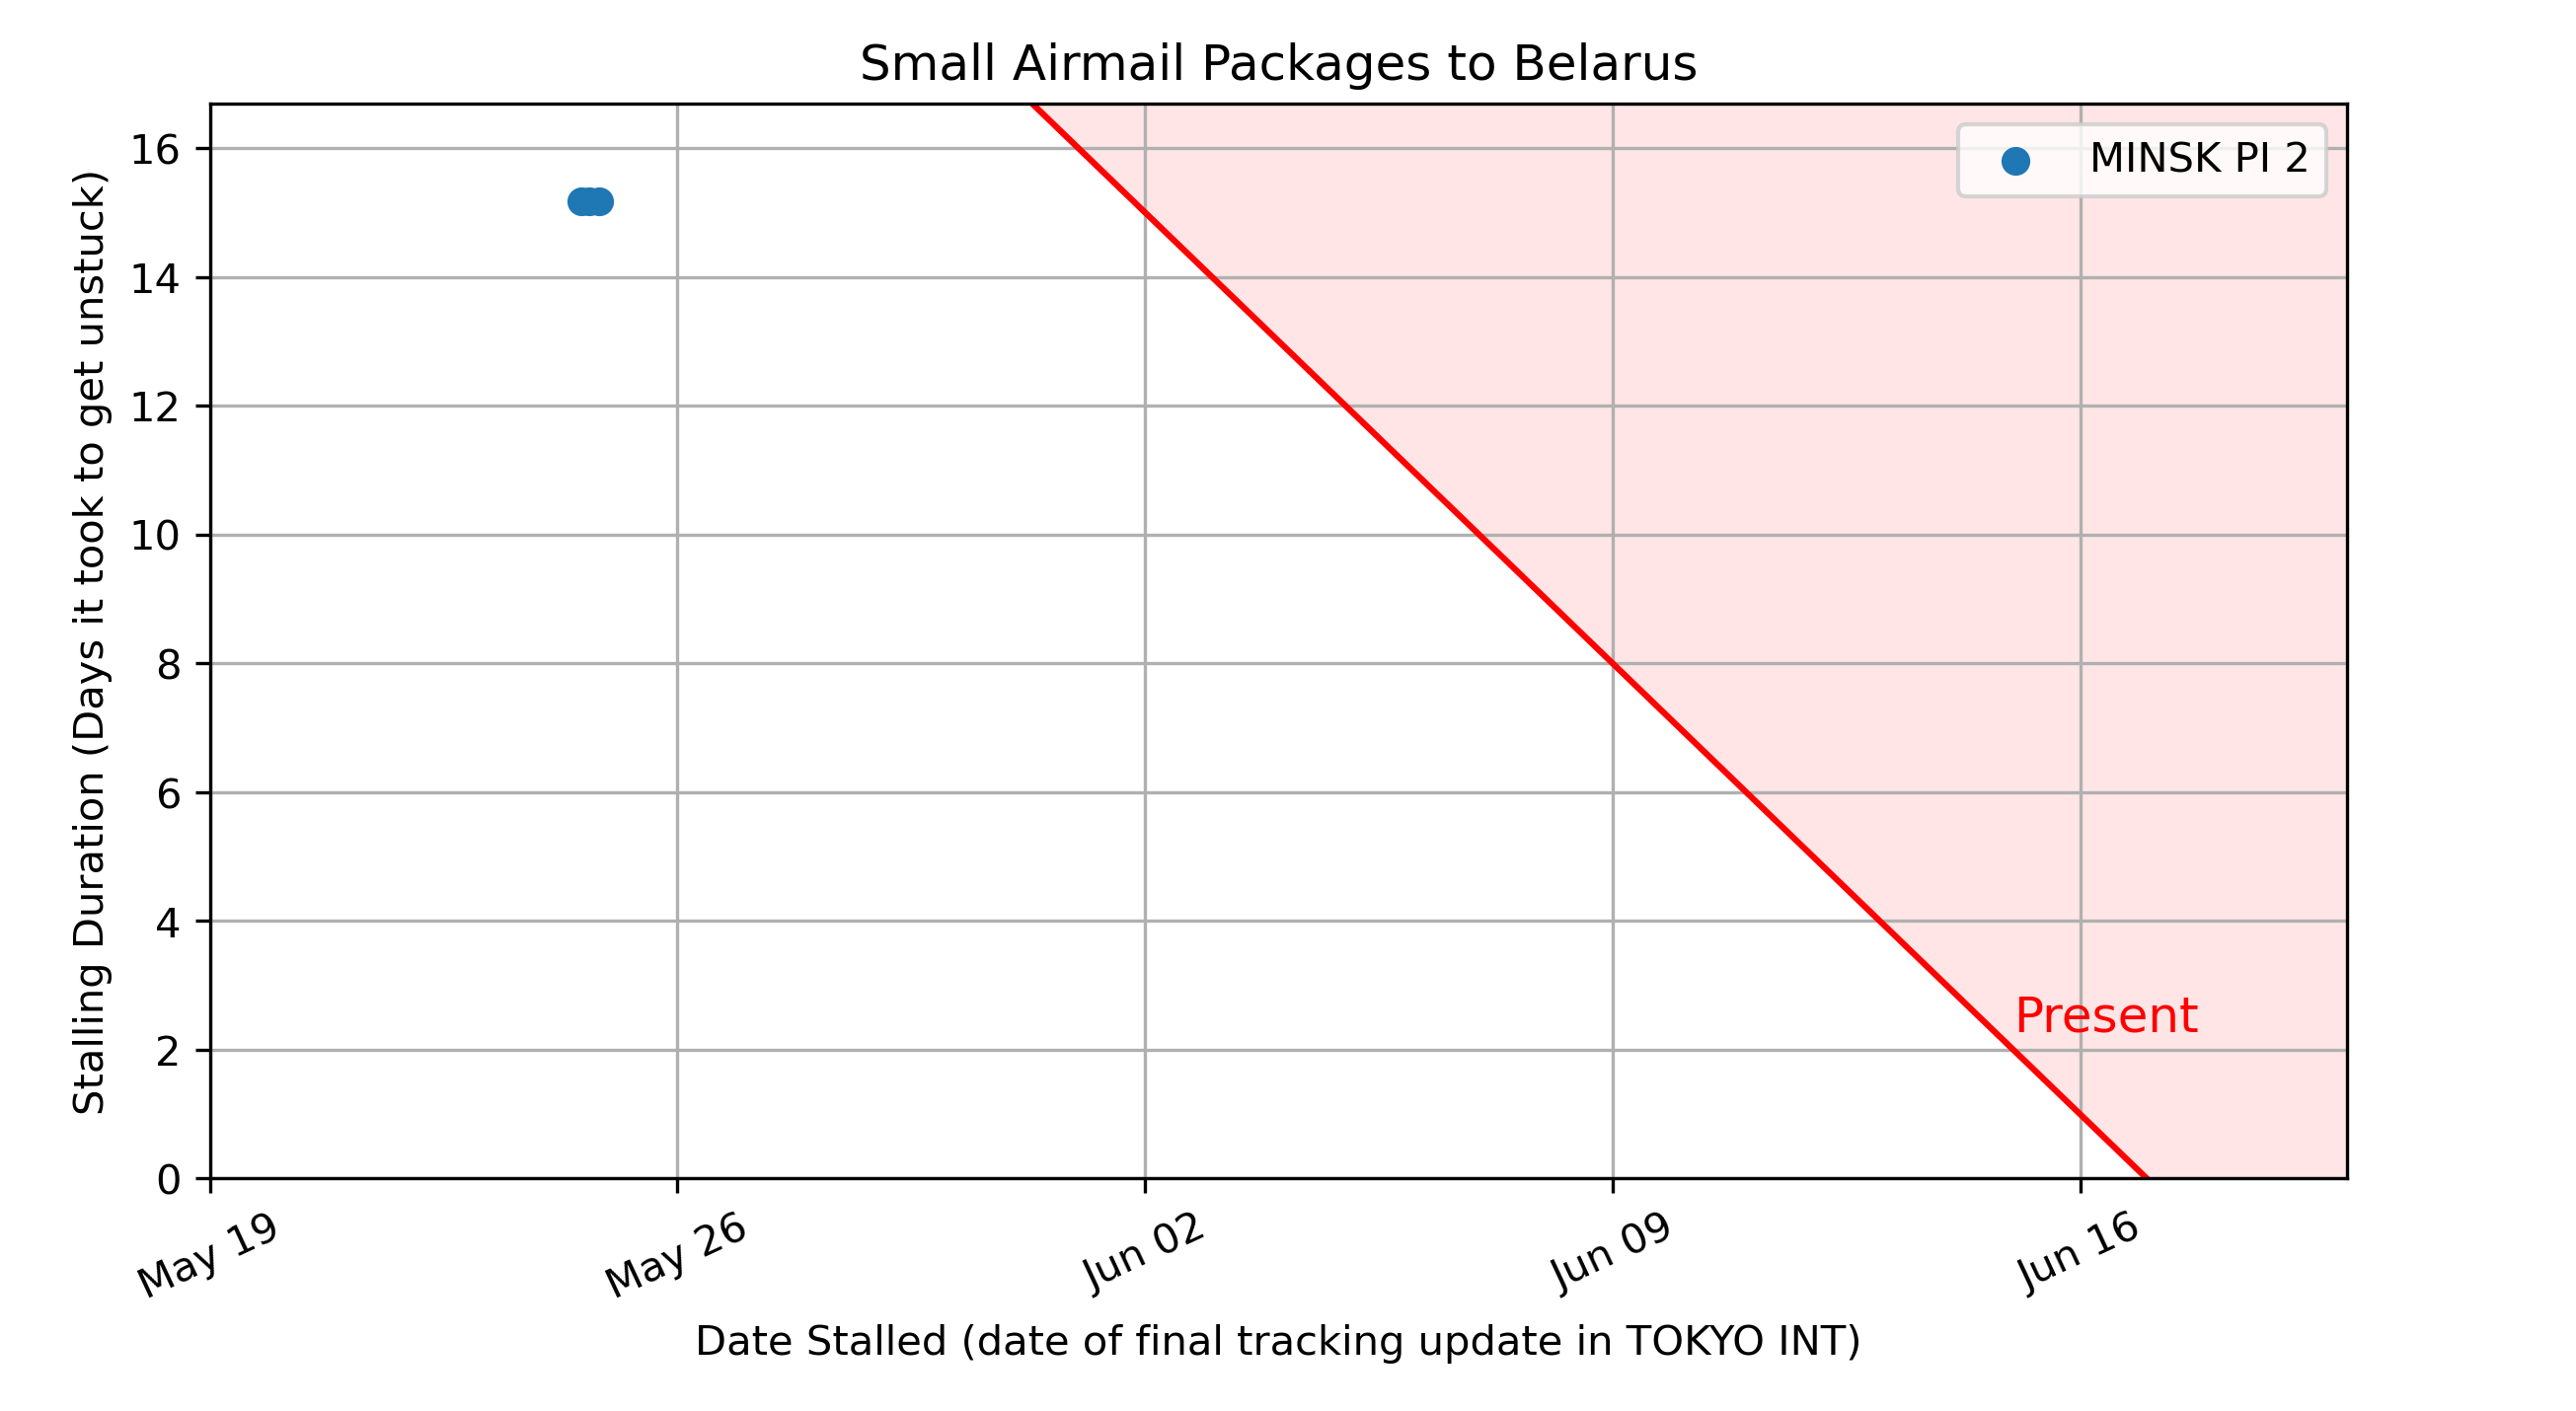 Small Airmail Packages to Belarus
MINSK PI 2
Stalling Duration (Days it took to get unstuck)
16
14
12
10
8
6
4
2
0
Present
May 19
May 26
Jun 02
Jun 09
Jun 16
Date Stalled (date of final tracking update in TOKYO INT)